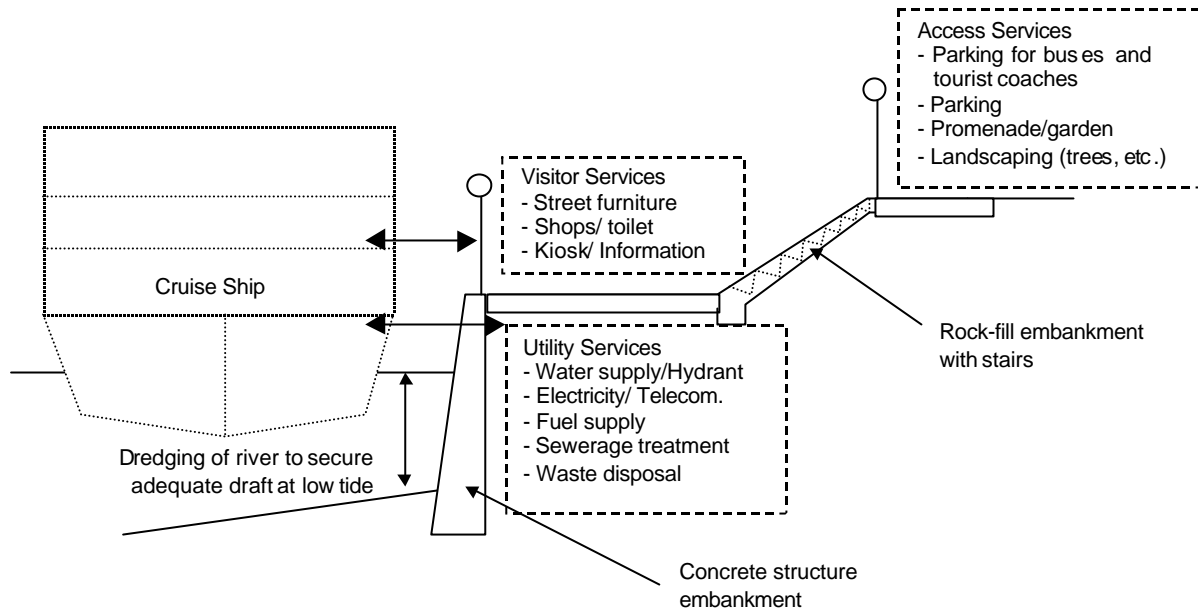 Access Services
- Parking for buses and
tourist coaches
- Parking
- Promenade/garden
- Landscaping (trees, etc.)
Visitor Services
- Street furniture
- Shops/ toilet
- Kiosk/ Information
Cruise Ship
Rock-fill embankment
with stairs
Utility Services
- Water supply/Hydrant
- Electricity/ Telecom.
- Fuel supply
- Sewerage treatment
- Waste disposal
Dredging of river to secure
adequate draft at low tide
Concrete structure
embankment